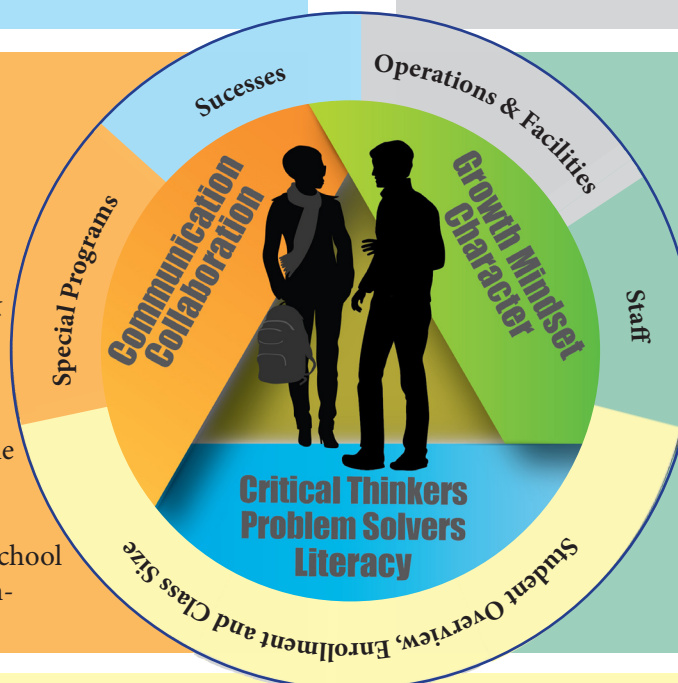 Sucesses
Operations & Facilities
Special Programs
Staff
Communication
Collaboration
Growth Mindset
Character
Critical Thinkers
Problem Solvers
Literacy
Student Overview, Enrollment and Class Size
chool